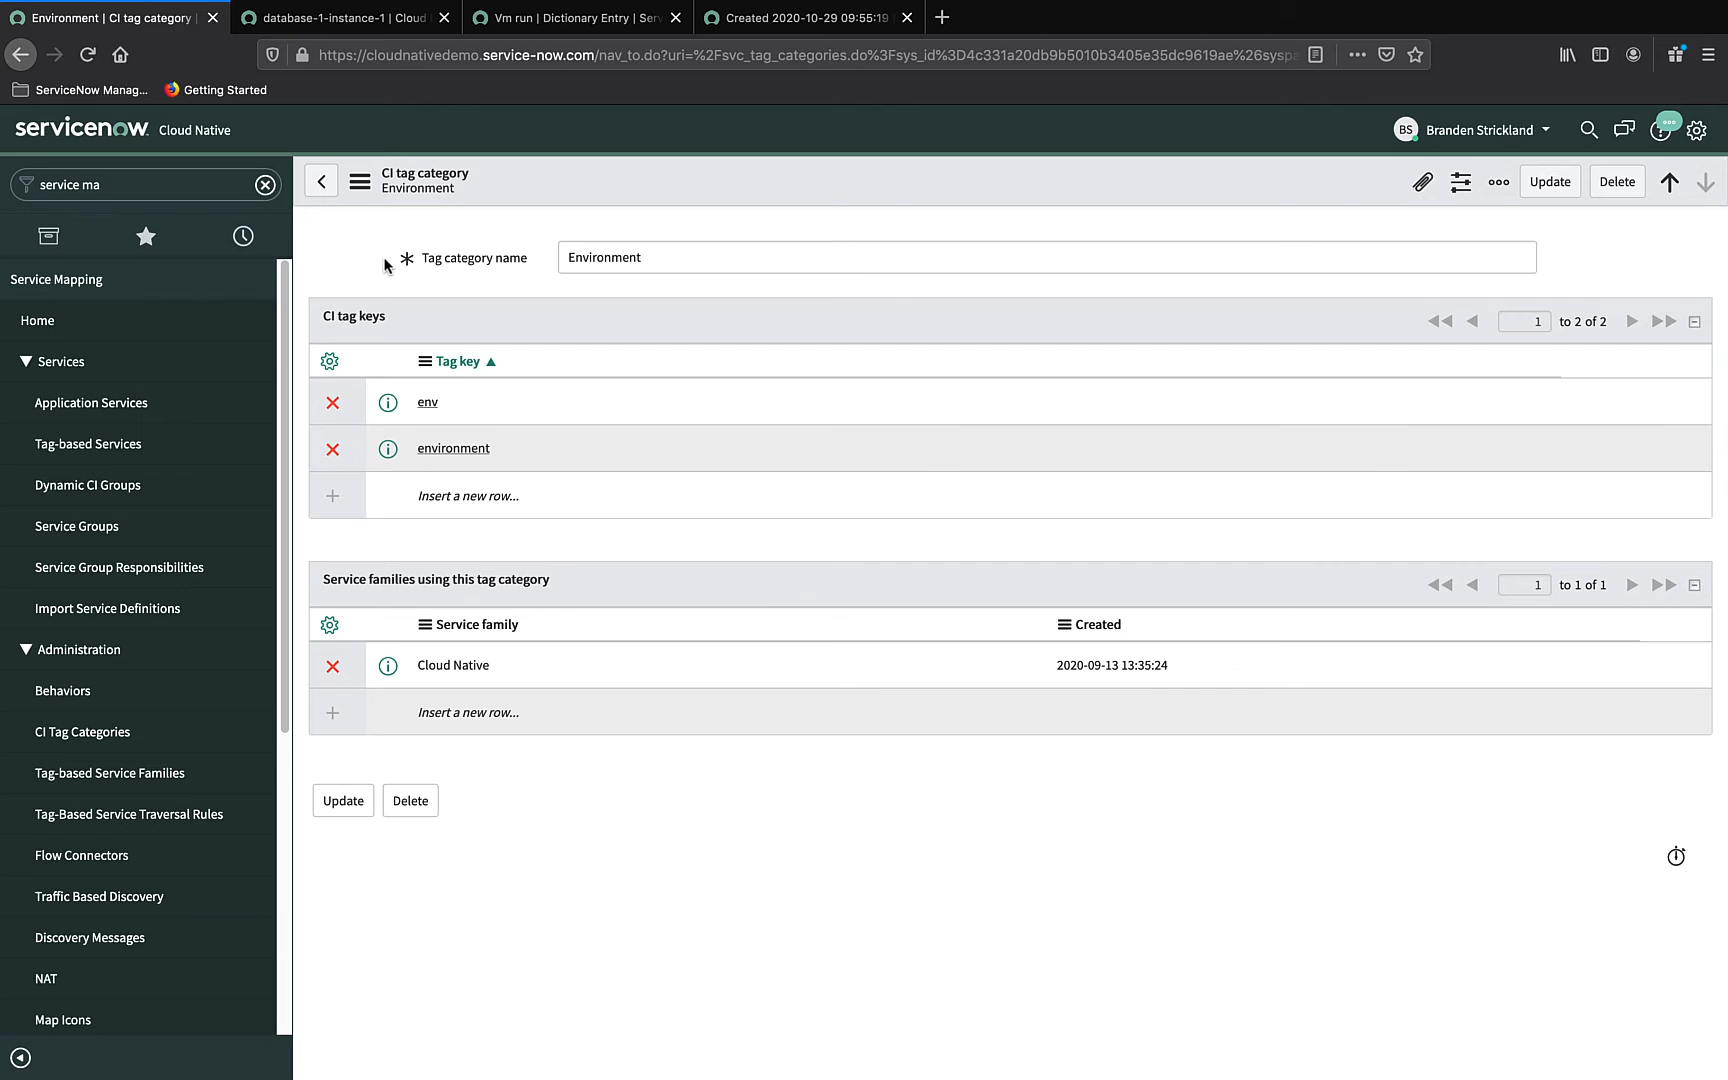 Environment | CI tag category |
database-1-instance-1 | Cloud
Vm run | Dictionary Entry | Serv
Created 2020-10-29 09:55:19
https://cloudnativedemo.service-now.com/nav_to.do?uri=%2Fsvc_tag_categories.do%3Fsys_id%3D4c331a20db9b5010b3405e35dc9619ae%26syspa
ServiceNow Manag...
Getting Started
servicenow. Cloud Native
BS Branden Strickland
service ma
CI tag category
Environment
Update
Delete
Service Mapping
Home
Services
Application Services
Tag-based Services
Dynamic CI Groups
Service Groups
Service Group Responsibilities
Import Service Definitions
Administration
Behaviors
CI Tag Categories
Tag-based Service Families
Tag-Based Service Traversal Rules
Flow Connectors
Traffic Based Discovery
Discovery Messages
NAT
Map Icons
Tag category name
Environment
CI tag keys
1 to 2 of 2
Tag key
env
environment
Insert a new row...
Service families using this tag category
1 to 1 of 1
Service family
Created
Cloud Native
2020-09-13 13:35:24
Insert a new row...
Update
Delete